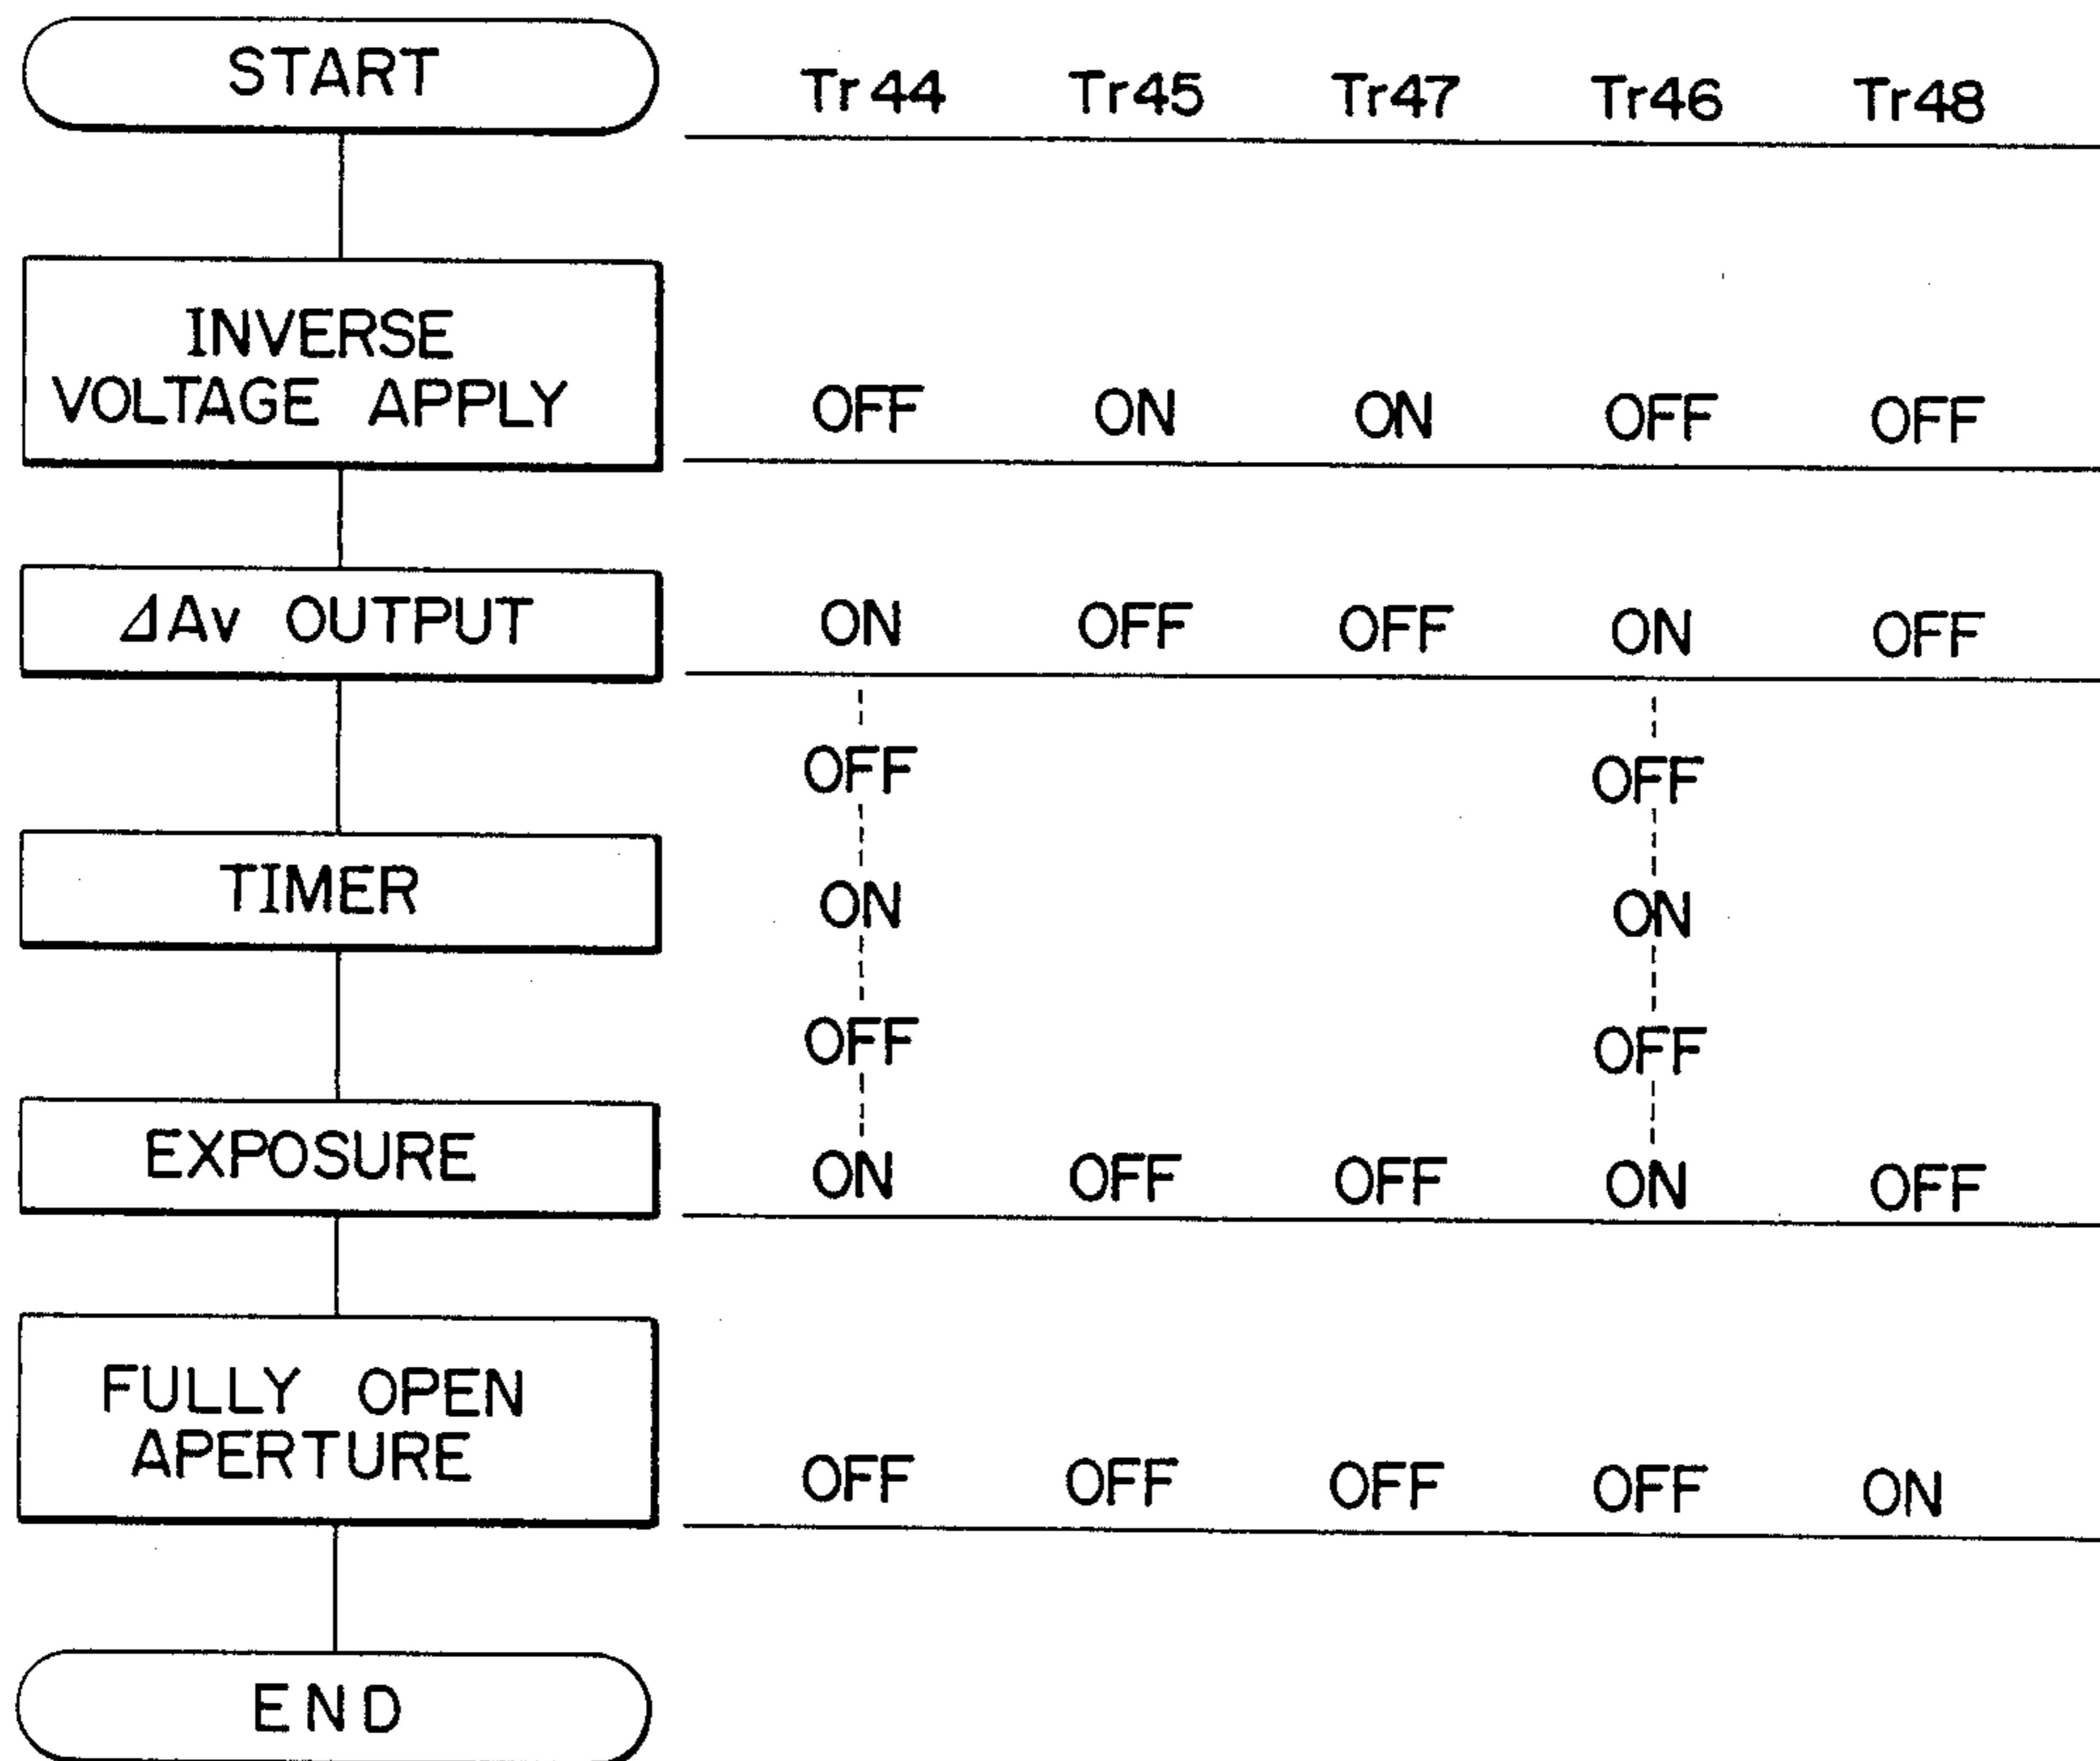 START
Tr44 Tr45 Tr47 Tr46 Tr48
INVERSE
VOLTAGE APPLY OFF ON ON OFF OFF
⊿Av OUTPUT ON OFF OFF ON OFF
OFF OFF
TIMER ON ON
OFF OFF
EXPOSURE ON OFF OFF ON OFF
FULLY OPEN
APERTURE OFF OFF OFF OFF ON
END